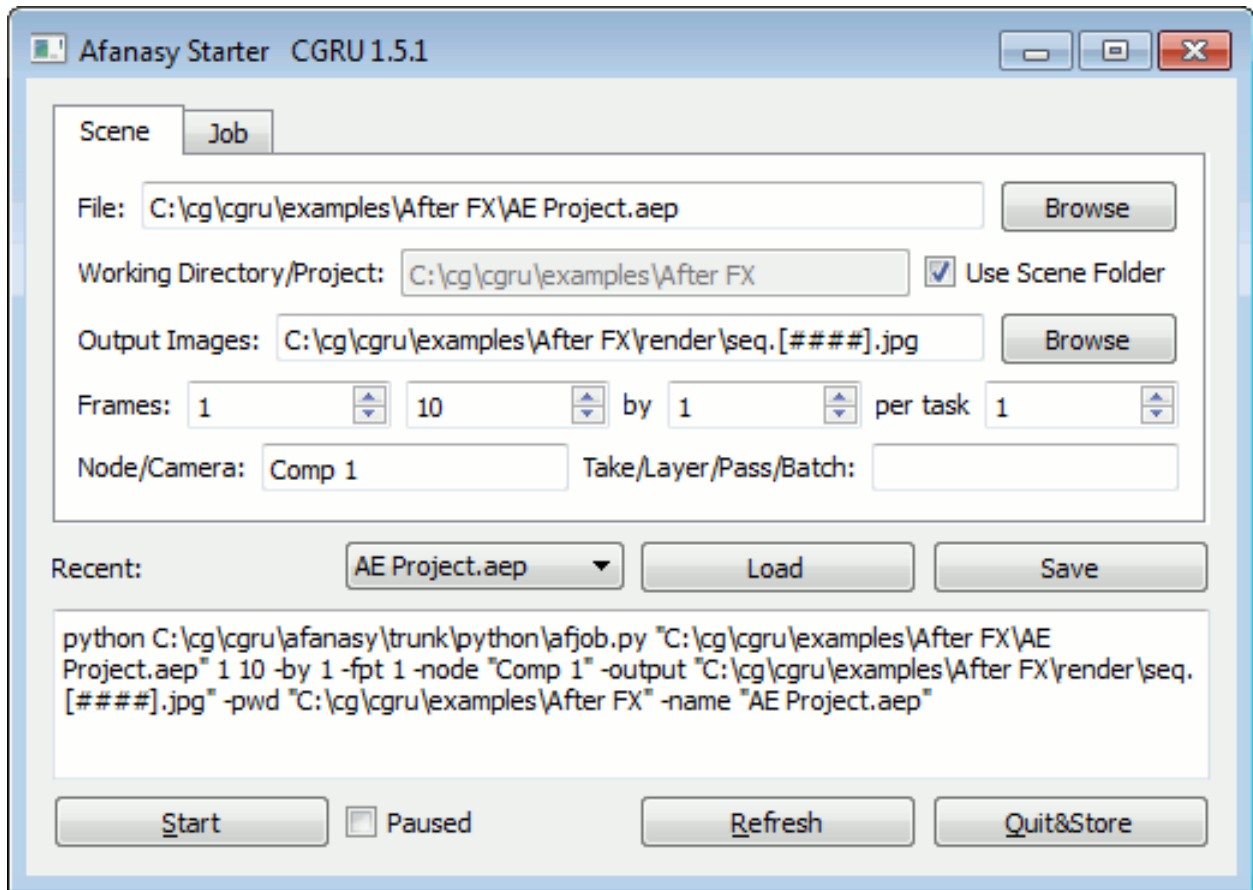 Afanasy Starter CGRU 1.5.1
Scene Job
File: C:\cg\cgru\examples\After FX\AE Project.aep Browse
Working Directory/Project: C:\cg\cgru\examples\After FX Use Scene Folder
Output Images: C:\cg\cgru\examples\After FX\render\seq.[####].jpg Browse
Frames: 1 10 by 1 per task 1
Node/Camera: Comp 1 Take/Layer/Pass/Batch:
Recent: AE Project.aep Load Save
python C:\cg\cgru\afanasy\trunk\python\afjob.py "C:\cg\cgru\examples\After FX\AE
Project.aep" 1 10 -by 1 -fpt 1 -node "Comp 1" -output "C:\cg\cgru\examples\After FX\render\seq.
[####].jpg" -pwd "C:\cg\cgru\examples\After FX" -name "AE Project.aep"
Start Paused Refresh Quit&Store